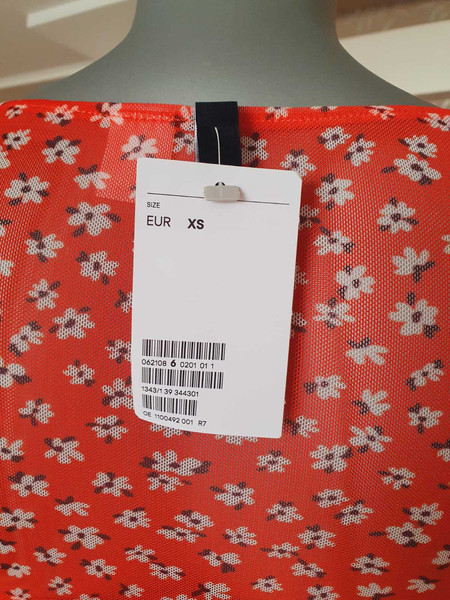 SIZE
EUR XS
062108 6 0201 01 1
1343/1 39 344301
OE 1100492 001 R7